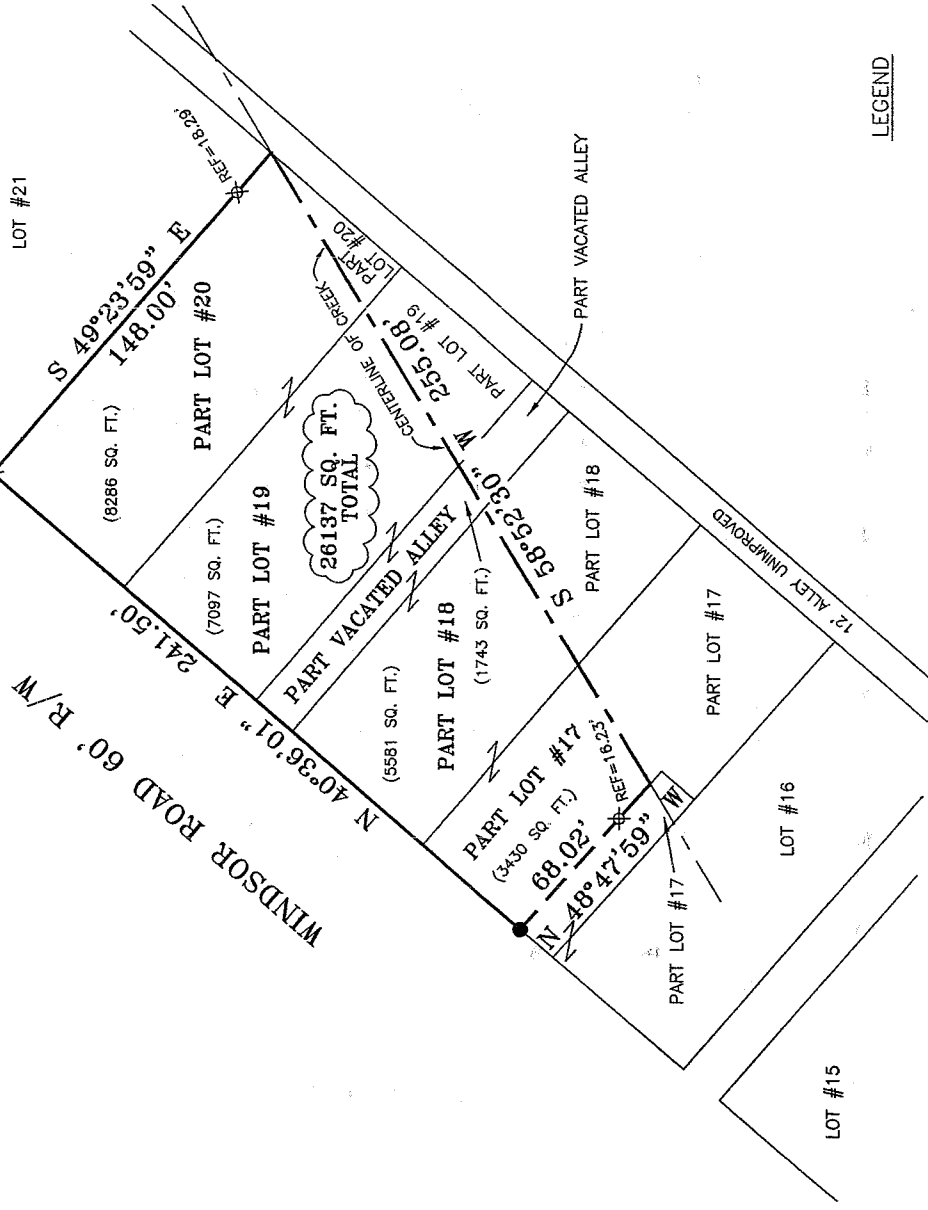 LOT #21
REF=18.29'
S 49°23'59" E
148.00'
(8286 SQ. FT.)
PART LOT #20
PART
LOT #20
CENTERLINE OF CREEK
255.08'
PART LOT #19
(7097 SQ. FT.)
PART LOT #19
26137 SQ. FT.
TOTAL
PART VACATED ALLEY
WINDSOR ROAD 60' R/W
N 40°36'01" E 241.50'
PART VACATED ALLEY
S 58°52'30" W
(5581 SQ. FT.)
PART LOT #18
(1743 SQ. FT.)
PART LOT #18
12' ALLEY UNIMPROVED
PART LOT #17
(3430 SQ. FT.)
68.02'
REF=16.23'
N 48°47'59" W
PART LOT #17
PART LOT #17
LOT #16
LOT #15
LEGEND